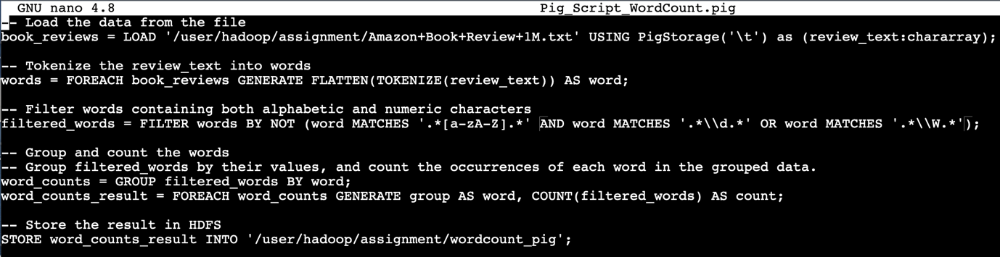 GNU nano 4.8 Pig_Script_WordCount.pig
-- Load the data from the file
book_reviews = LOAD '/user/hadoop/assignment/Amazon+Book+Review+1M.txt' USING PigStorage('\t') as (review_text:chararray);
-- Tokenize the review_text into words
words = FOREACH book_reviews GENERATE FLATTEN(TOKENIZE(review_text)) AS word;
-- Filter words containing both alphabetic and numeric characters
filtered_words = FILTER words BY NOT (word MATCHES '.*[a-zA-Z].*' AND word MATCHES '.*\\d.*' OR word MATCHES '.*\\W.*');
-- Group and count the words
-- Group filtered_words by their values, and count the occurrences of each word in the grouped data.
word_counts = GROUP filtered_words BY word;
word_counts_result = FOREACH word_counts GENERATE group AS word, COUNT(filtered_words) AS count;
-- Store the result in HDFS
STORE word_counts_result INTO '/user/hadoop/assignment/wordcount_pig';